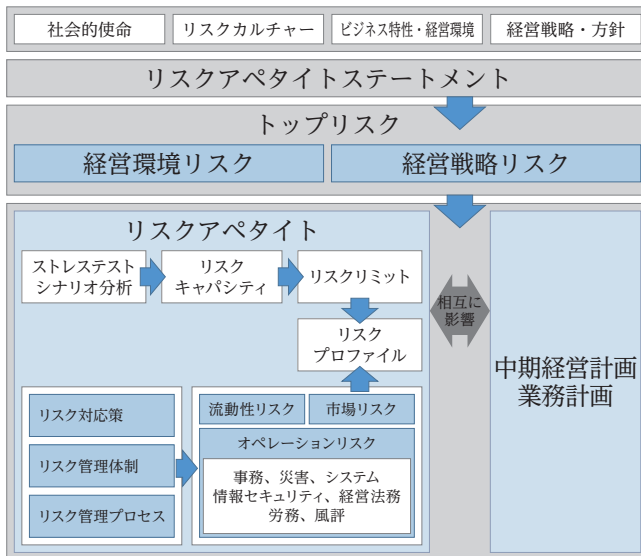 社会的使命
リスクカルチャー
ビジネス特性・経営環境
経営戦略・方針
リスクアペタイトステートメント
トップリスク
経営環境リスク
経営戦略リスク
リスクアペタイト
ストレステスト
シナリオ分析
リスク
キャパシティ
リスクリミット
リスク
プロファイル
相互に
影響
中期経営計画
業務計画
リスク対応策
リスク管理体制
リスク管理プロセス
流動性リスク
市場リスク
オペレーションリスク
事務、災害、システム
情報セキュリティ、経営法務
労務、風評